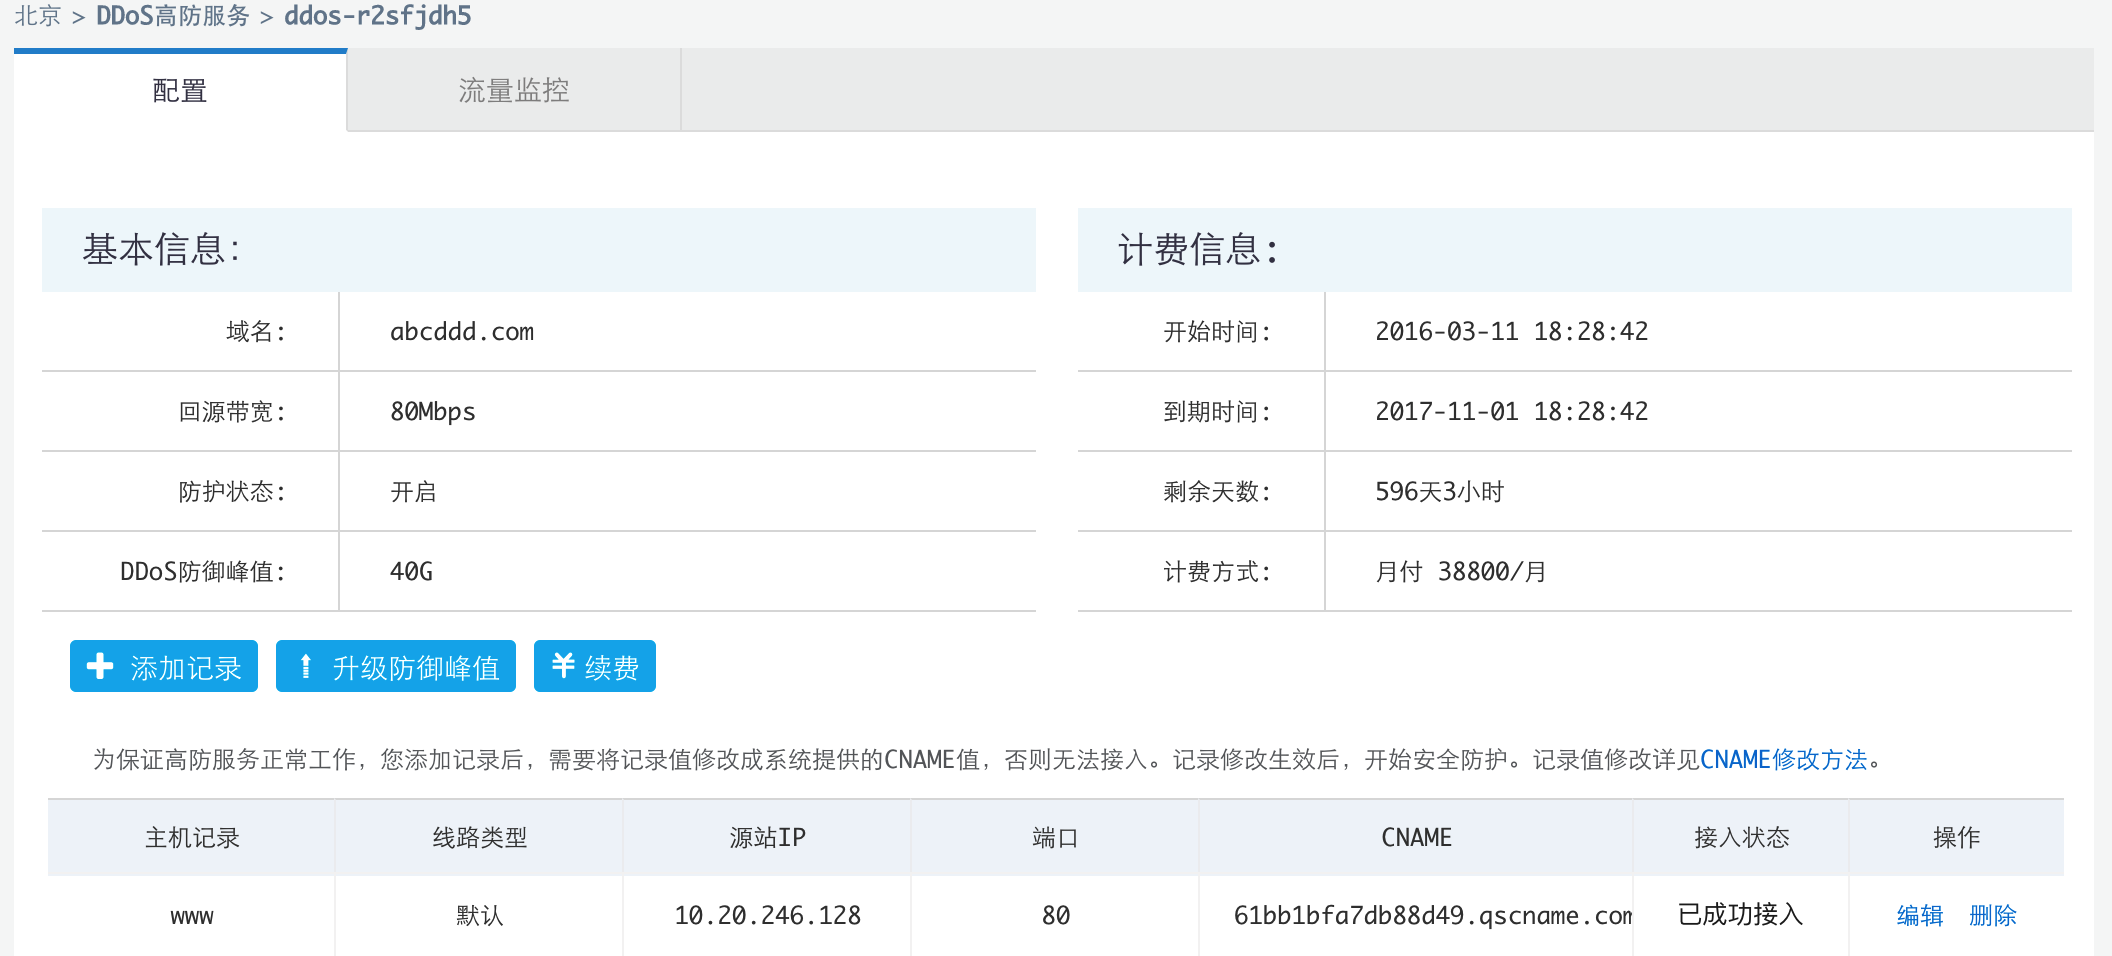 北京 > DDoS高防服务 > ddos-r2sfjdh5
配置 流量监控
基本信息:
域名: abcddd.com
回源带宽: 80Mbps
防护状态: 开启
DDoS防御峰值: 40G
计费信息:
开始时间: 2016-03-11 18:28:42
到期时间: 2017-11-01 18:28:42
剩余天数: 596天3小时
计费方式: 月付 38800/月
添加记录 升级防御峰值 ¥ 续费
为保证高防服务正常工作，您添加记录后，需要将记录值修改成系统提供的CNAME值，否则无法接入。记录修改生效后，开始安全防护。记录值修改详见CNAME修改方法。
主机记录 线路类型 源站IP 端口 CNAME 接入状态 操作
www 默认 10.20.246.128 80 61bb1bfa7db88d49.qscname.com 已成功接入 编辑 删除